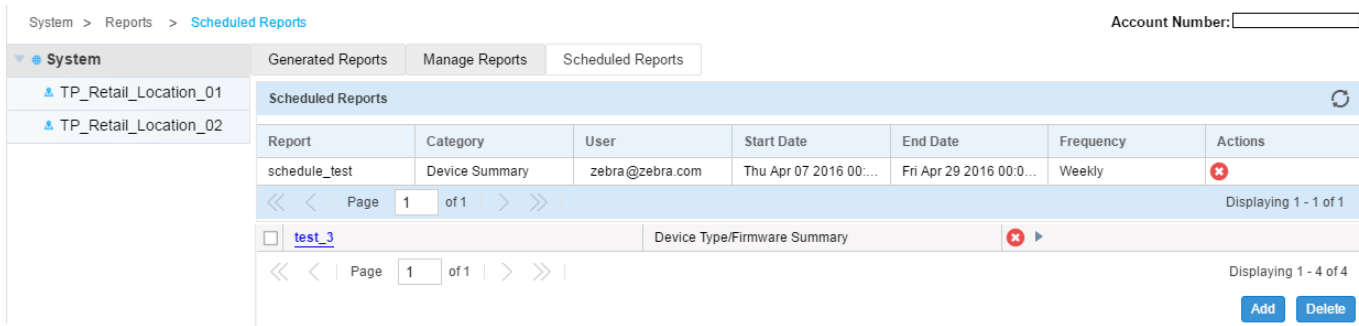 System > Reports > Scheduled Reports Account Number:
System Generated Reports Manage Reports Scheduled Reports
TP_Retail_Location_01 Scheduled Reports
TP_Retail_Location_02
Report Category User Start Date End Date Frequency Actions
schedule_test Device Summary zebra@zebra.com Thu Apr 07 2016 00:... Fri Apr 29 2016 00:0... Weekly
Page 1 of 1 Displaying 1 - 1 of 1
test_3 Device Type/Firmware Summary
Page 1 of 1 Displaying 1 - 4 of 4
Add Delete